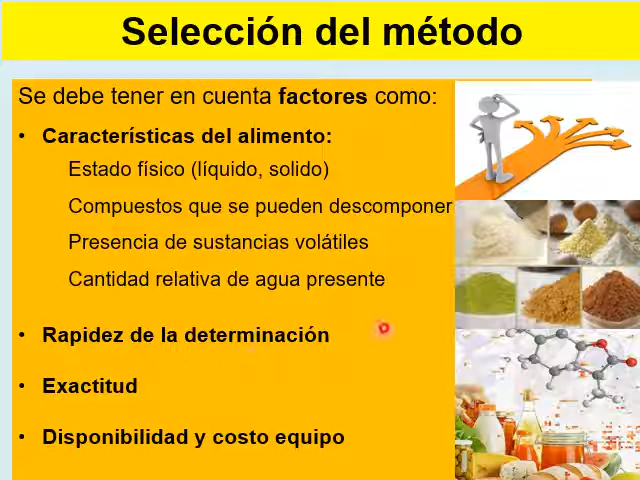 Selección del método
Se debe tener en cuenta factores como:
• Características del alimento:
Estado físico (líquido, solido)
Compuestos que se pueden descomponer
Presencia de sustancias volátiles
Cantidad relativa de agua presente
• Rapidez de la determinación
• Exactitud
• Disponibilidad y costo equipo